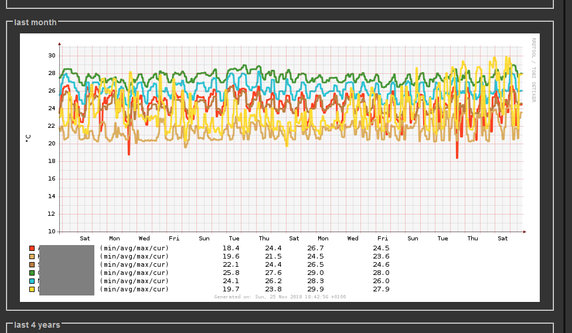 last month
30
28
26
24
22
20
18
16
14
12
10
°C
Sat Mon Wed Fri Sun Tue Thu Sat Mon Wed Fri Sun Tue Thu Sat
(min/avg/max/cur) 18.4 24.4 26.7 24.5
(min/avg/max/cur) 19.6 21.5 24.5 23.6
(min/avg/max/cur) 22.1 24.4 26.5 24.6
(min/avg/max/cur) 25.8 27.6 29.0 28.0
(min/avg/max/cur) 24.1 26.2 28.3 26.0
(min/avg/max/cur) 19.7 23.8 29.9 27.9
last 4 years